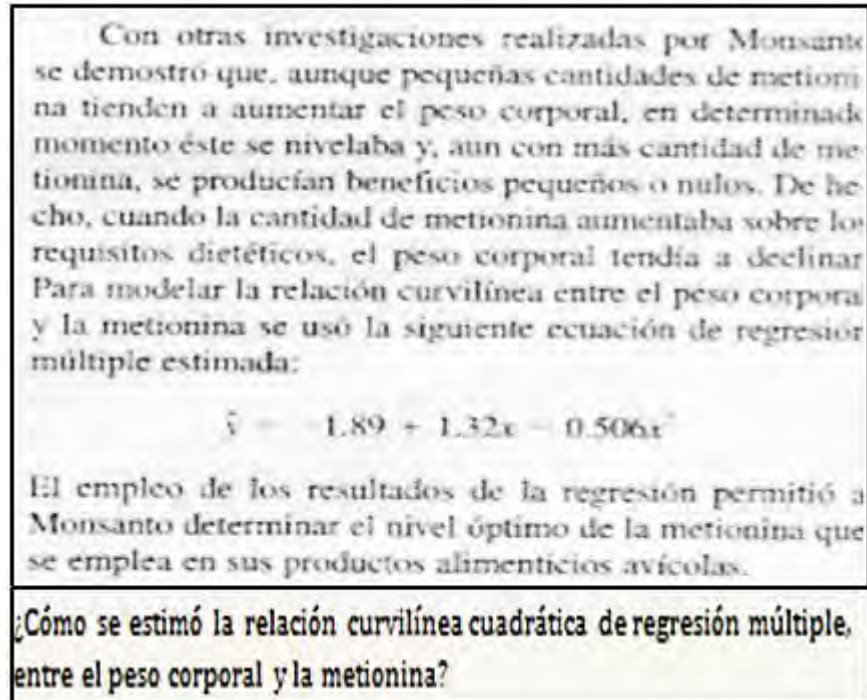 Con otras investigaciones realizadas por Monsanto
se demostró que, aunque pequeñas cantidades de metioni
na tienden a aumentar el peso corporal, en determinado
momento éste se nivelaba y, aun con más cantidad de me
tionina, se producían beneficios pequeños o nulos. De he
cho, cuando la cantidad de metionina aumentaba sobre los
requisitos dietéticos, el peso corporal tendía a declinar
Para modelar la relación curvilínea entre el peso corpora
y la metionina se usó la siguiente ecuación de regresión
múltiple estimada:
ŷ = -1.89 + 1.32x - 0.506x²
El empleo de los resultados de la regresión permitió a
Monsanto determinar el nivel óptimo de la metionina que
se emplea en sus productos alimenticios avícolas.
¿Cómo se estimó la relación curvilínea cuadrática de regresión múltiple,
entre el peso corporal y la metionina?